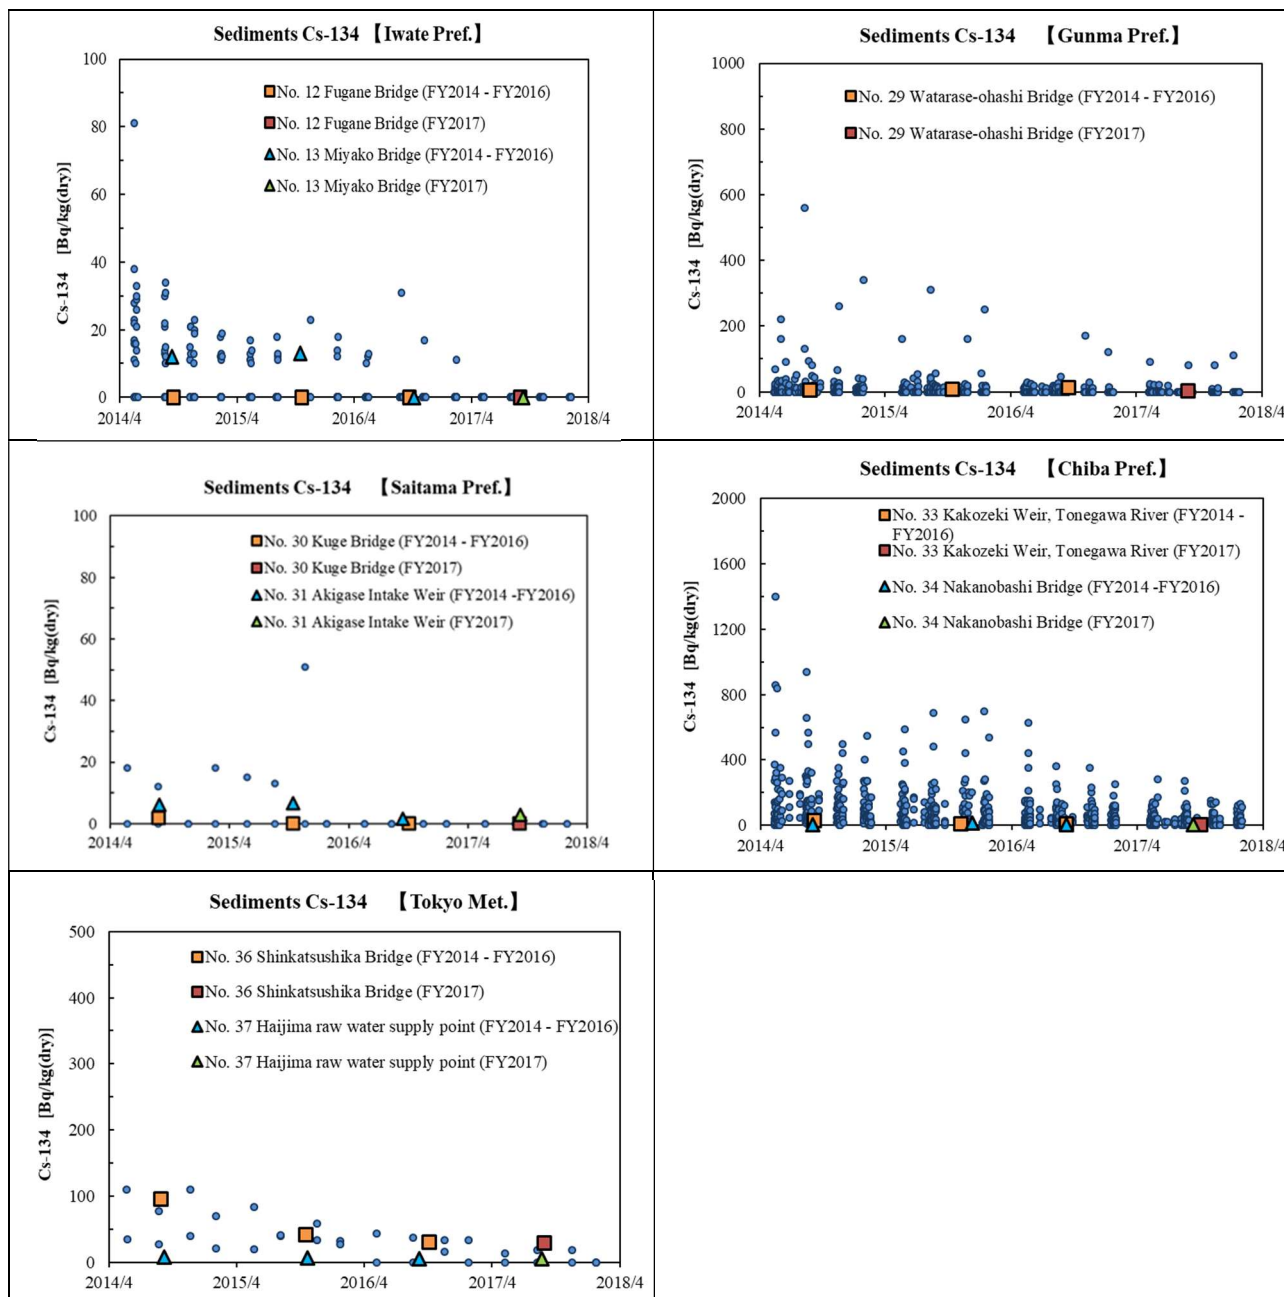 Sediments Cs-134 【Iwate Pref.】
100
80
60
40
20
0
Cs-134 [Bq/kg(dry)]
No. 12 Fugane Bridge (FY2014 - FY2016)
No. 12 Fugane Bridge (FY2017)
No. 13 Miyako Bridge (FY2014 - FY2016)
No. 13 Miyako Bridge (FY2017)
2014/4 2015/4 2016/4 2017/4 2018/4
Sediments Cs-134 【Gunma Pref.】
1000
800
600
400
200
0
Cs-134 [Bq/kg(dry)]
No. 29 Watarase-ohashi Bridge (FY2014 - FY2016)
No. 29 Watarase-ohashi Bridge (FY2017)
2014/4 2015/4 2016/4 2017/4 2018/4
Sediments Cs-134 【Saitama Pref.】
100
80
60
40
20
0
Cs-134 [Bq/kg(dry)]
No. 30 Kuge Bridge (FY2014 - FY2016)
No. 30 Kuge Bridge (FY2017)
No. 31 Akigase Intake Weir (FY2014 -FY2016)
No. 31 Akigase Intake Weir (FY2017)
2014/4 2015/4 2016/4 2017/4 2018/4
Sediments Cs-134 【Chiba Pref.】
2000
1600
1200
800
400
0
Cs-134 [Bq/kg(dry)]
No. 33 Kakozeki Weir, Tonegawa River (FY2014 -
FY2016)
No. 33 Kakozeki Weir, Tonegawa River (FY2017)
No. 34 Nakanobashi Bridge (FY2014 -FY2016)
No. 34 Nakanobashi Bridge (FY2017)
2014/4 2015/4 2016/4 2017/4 2018/4
Sediments Cs-134 【Tokyo Met.】
500
400
300
200
100
0
Cs-134 [Bq/kg(dry)]
No. 36 Shinkatsushika Bridge (FY2014 - FY2016)
No. 36 Shinkatsushika Bridge (FY2017)
No. 37 Haijima raw water supply point (FY2014 - FY2016)
No. 37 Haijima raw water supply point (FY2017)
2014/4 2015/4 2016/4 2017/4 2018/4